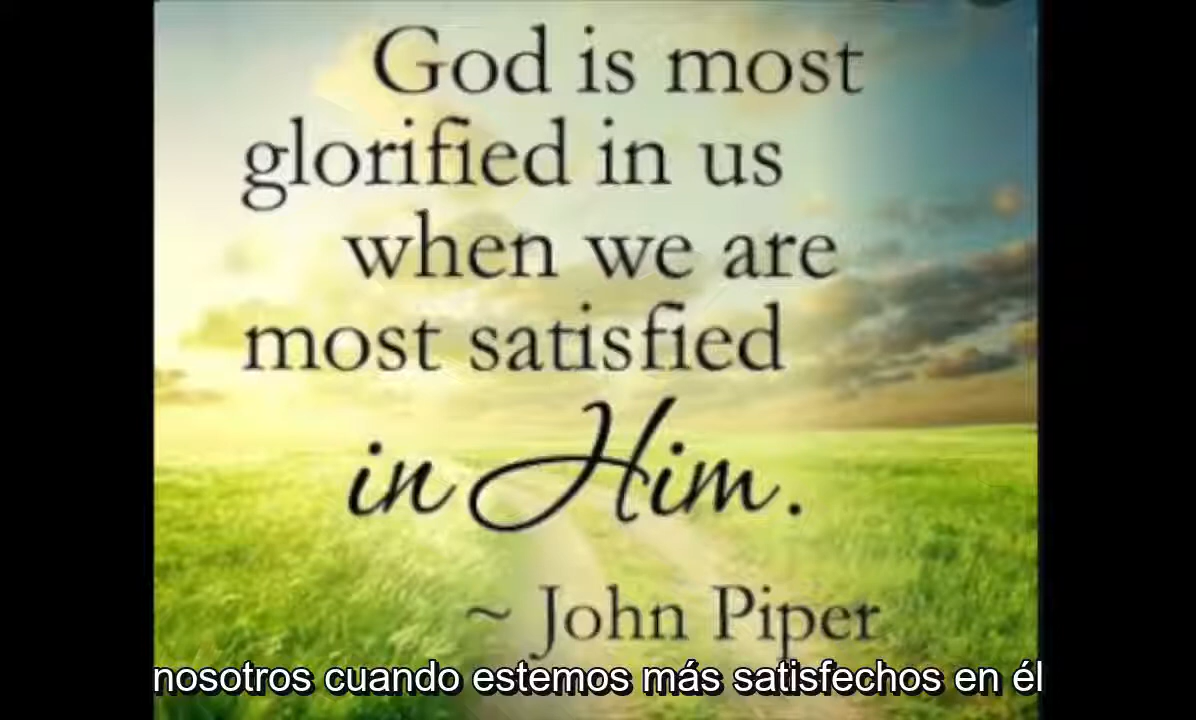 God is most
glorified in us
when we are
most satisfied
in Him.
~ John Piper
nosotros cuando estemos más satisfechos en él